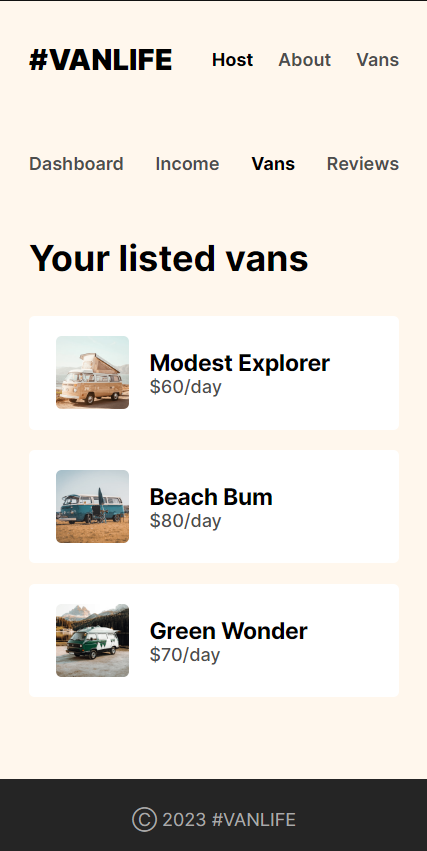 #VANLIFE Host About Vans
Dashboard Income Vans Reviews
Your listed vans
Modest Explorer
$60/day
Beach Bum
$80/day
Green Wonder
$70/day
Ⓒ 2023 #VANLIFE